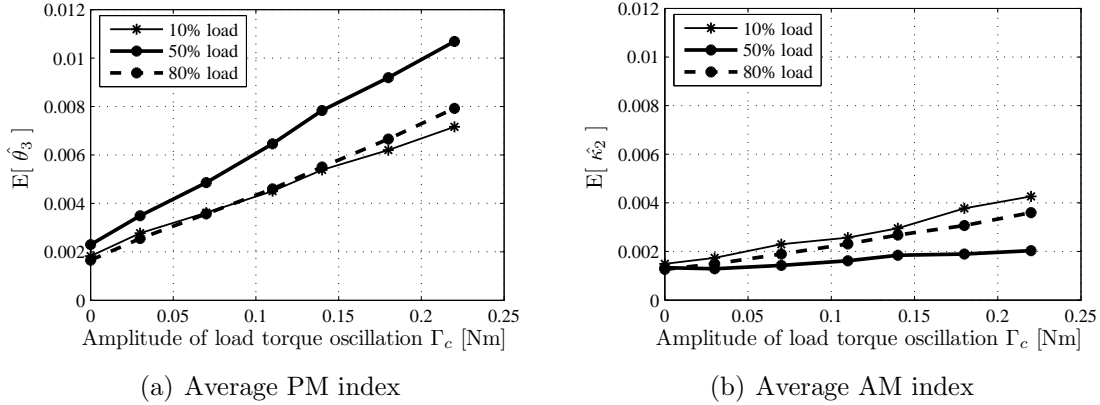 0.012
0.01
0.008
0.006
0.004
0.002
0
E[ θ̂₃ ]
10% load
50% load
80% load
0 0.05 0.1 0.15 0.2 0.25
Amplitude of load torque oscillation Γ_c [Nm]
(a) Average PM index
0.012
0.01
0.008
0.006
0.004
0.002
0
E[ κ̂₂ ]
10% load
50% load
80% load
0 0.05 0.1 0.15 0.2 0.25
Amplitude of load torque oscillation Γ_c [Nm]
(b) Average AM index